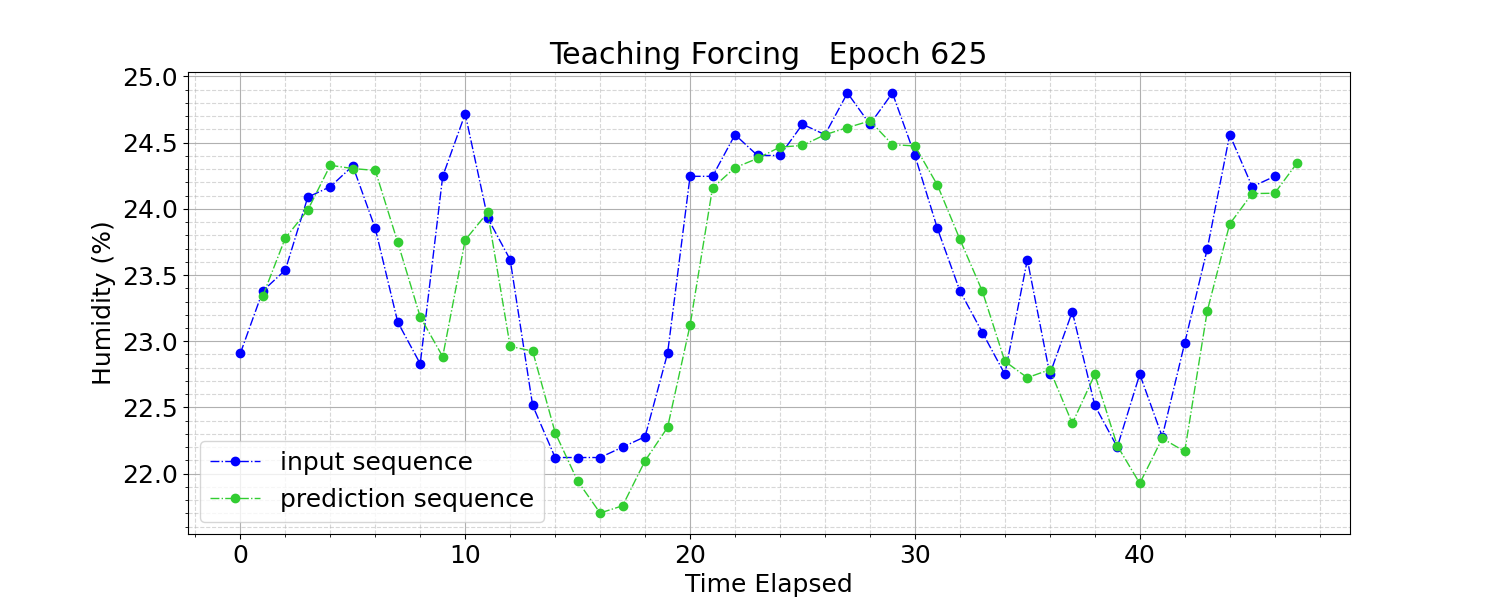 Teaching Forcing   Epoch 625
Humidity (%)
25.0
24.5
24.0
23.5
23.0
22.5
22.0
input sequence
prediction sequence
0 10 20 30 40
Time Elapsed